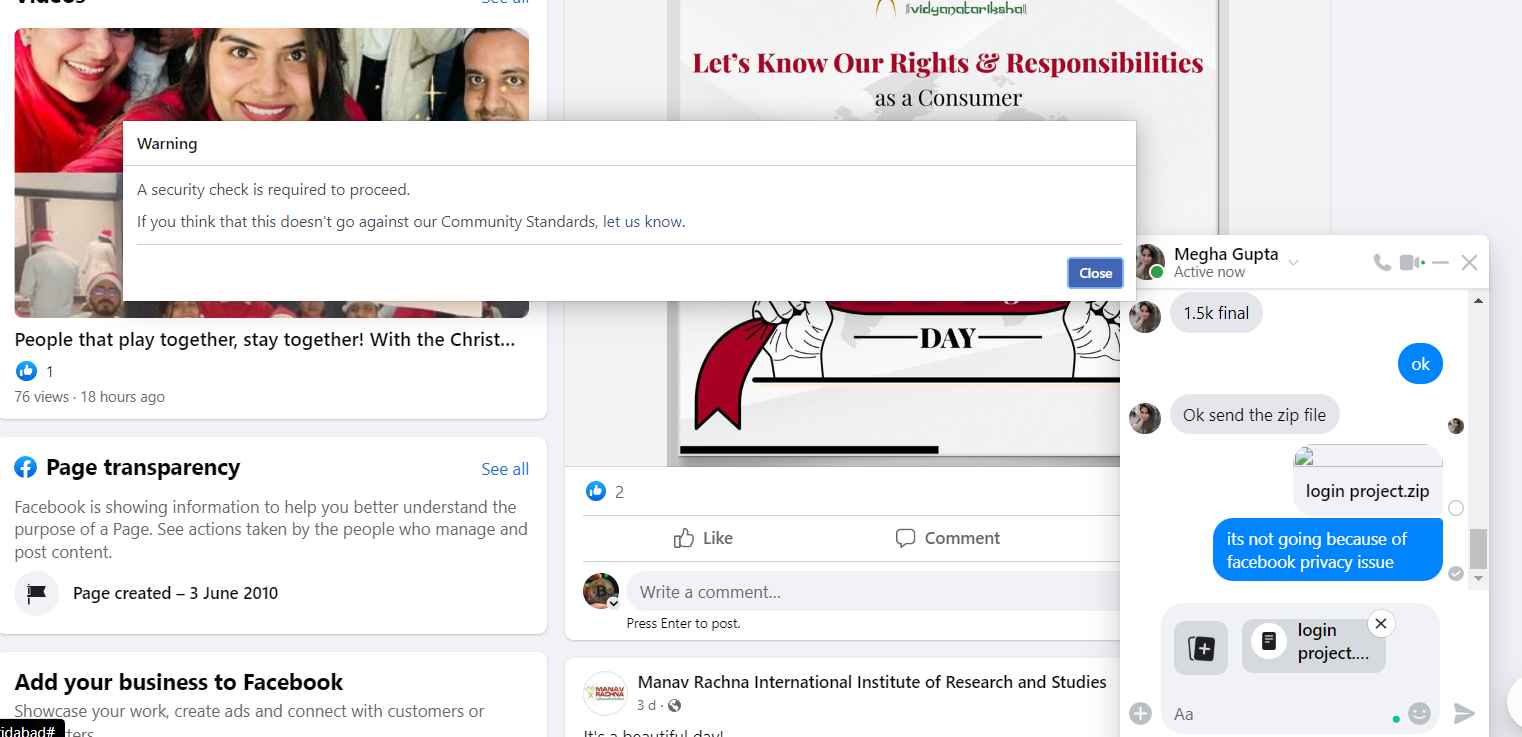 Videos
See all
vidyanatariksha
Let's Know Our Rights & Responsibilities
as a Consumer
Warning
A security check is required to proceed.
If you think that this doesn't go against our Community Standards, let us know.
Close
DAY
People that play together, stay together! With the Christ...
1
76 views · 18 hours ago
Page transparency
See all
Facebook is showing information to help you better understand the
purpose of a Page. See actions taken by the people who manage and
post content.
Page created – 3 June 2010
Add your business to Facebook
Showcase your work, create ads and connect with customers or
idabad#
ters.
2
Like
Comment
B
Write a comment...
Press Enter to post.
MANAV
RACHNA
Manav Rachna International Institute of Research and Studies
3 d ·
It's a beautiful day!
Megha Gupta
Active now
1.5k final
ok
Ok send the zip file
login project.zip
its not going because of
facebook privacy issue
login
project....
Aa